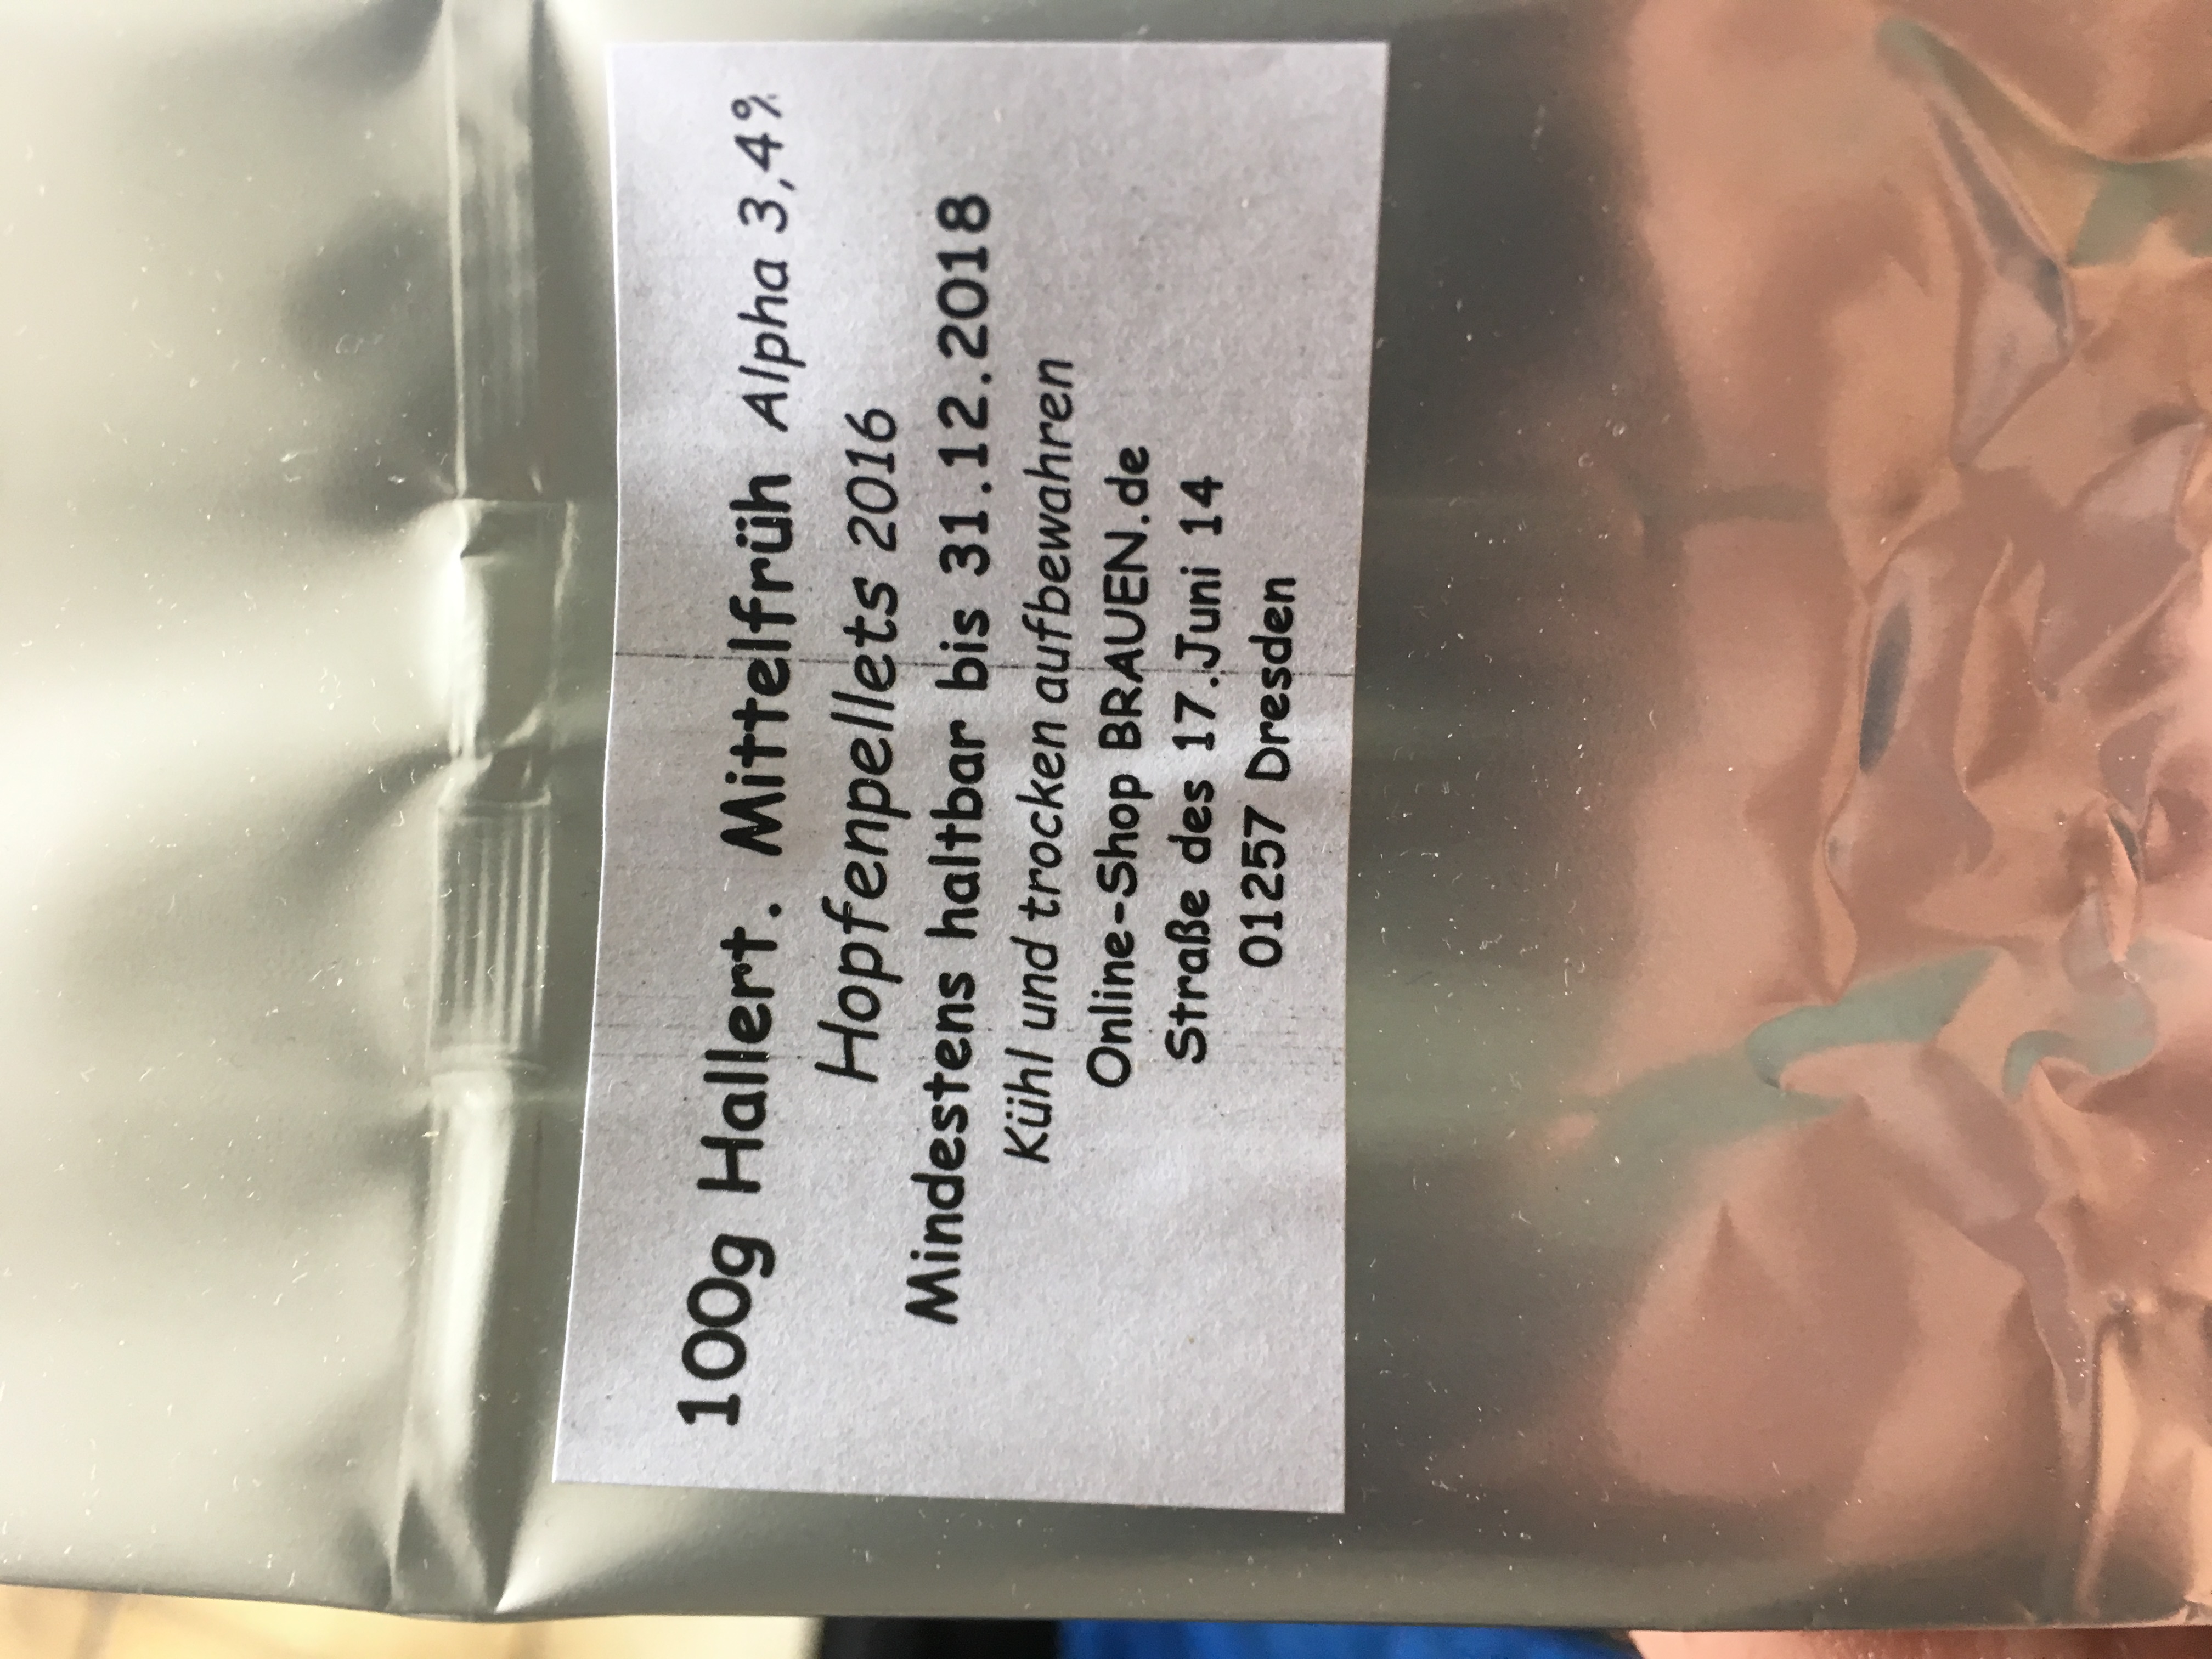 100g Hallert. Mittelfrüh Alpha 3,4%
Hopfenpellets 2016
Mindestens haltbar bis 31.12.2018
Kühl und trocken aufbewahren
Online-Shop BRAUEN.de
Straße des 17.Juni 14
01257 Dresden